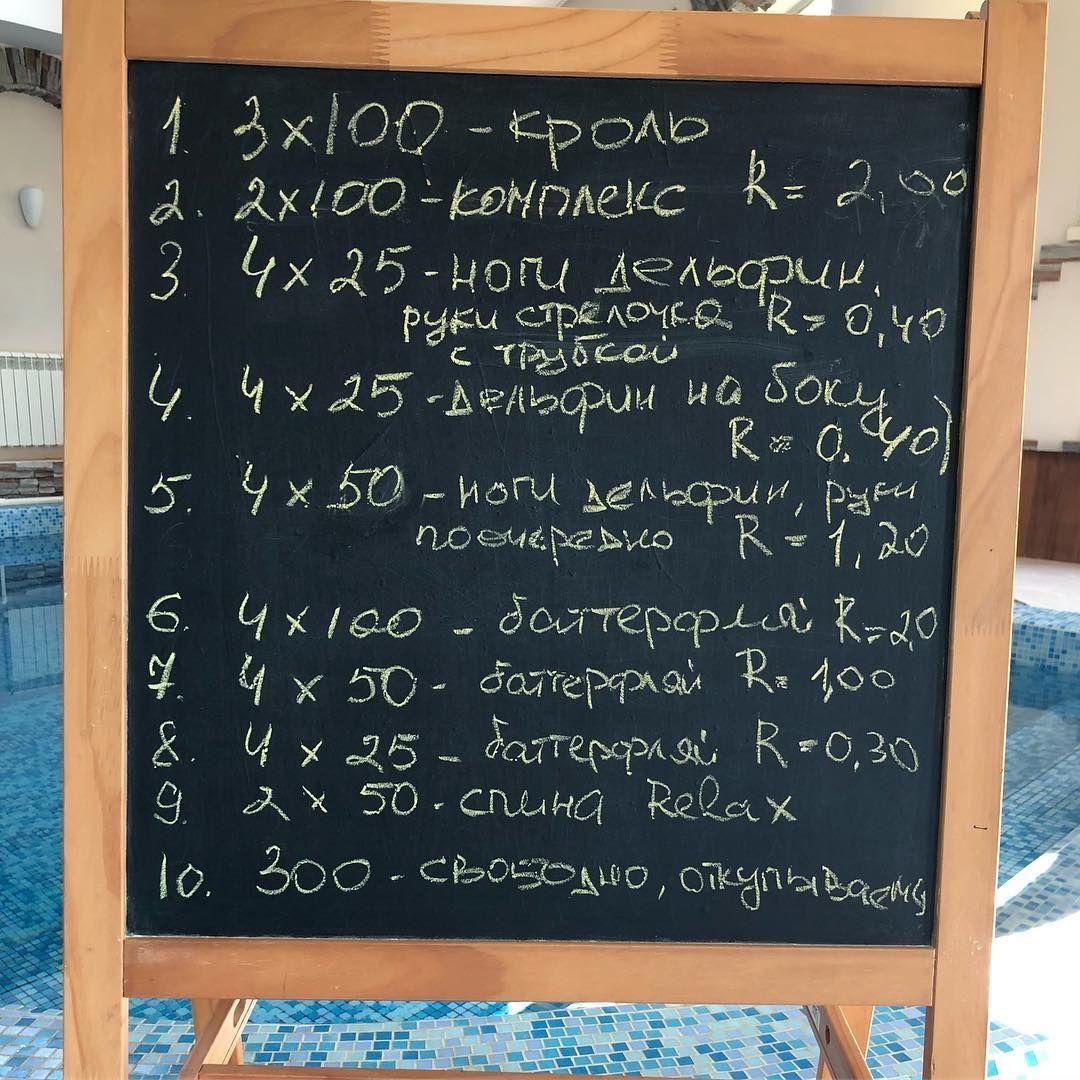 1. 3x100 - кроль
2. 2x100 - комплекс R = 2,00
3. 4 x 25 - ноги дельфин,
руки стрелочка R = 0,40
с трубкой
4. 4 x 25 - дельфин на боку
R = 0.40)
5. 4 x 50 - ноги дельфин, руки
поочередно R = 1,20
6. 4 x 100 - баттерфляй R = 2,0
7. 4 x 50 - баттерфляй R = 1,00
8. 4 x 25 - баттерфляй R = 0,30
9. 2 x 50 - спина Relax
10. 300 - свободно, откупываемся